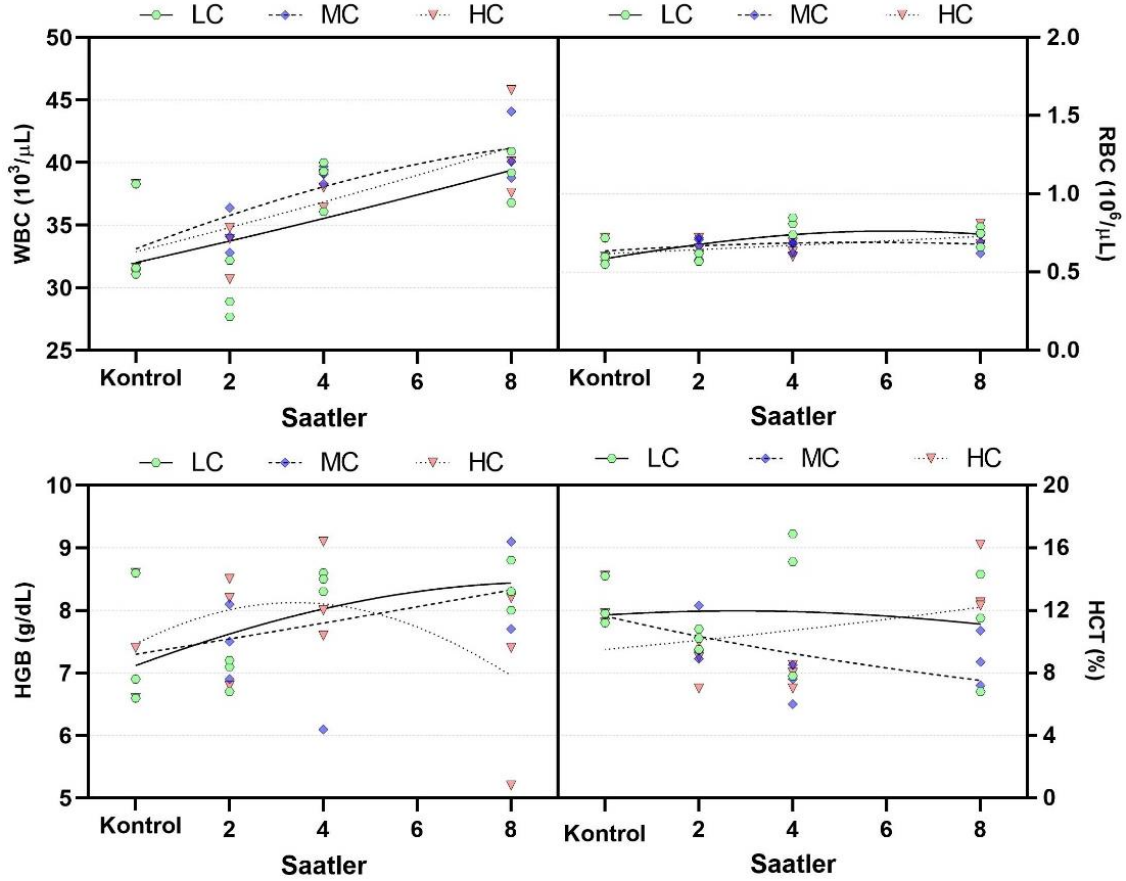 LC MC HC LC MC HC
50 2.0
45
1.5
40
WBC (10³/µL) 35 1.0 RBC (10⁶/µL)
30 0.5
25 0.0
Kontrol 2 4 6 8 Kontrol 2 4 6 8
Saatler Saatler
LC MC HC LC MC HC
10 20
9 16
8 12
HGB (g/dL) 7 8 HCT (%)
6 4
5 0
Kontrol 2 4 6 8 Kontrol 2 4 6 8
Saatler Saatler